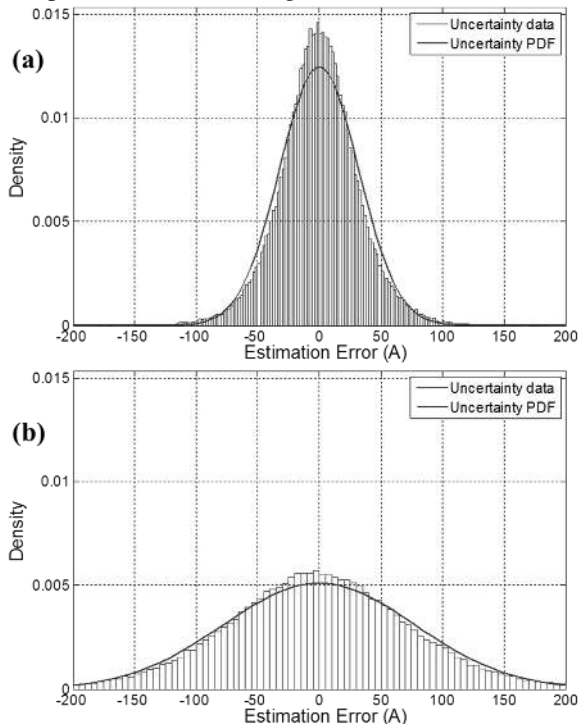 0.015
Uncertainty data
Uncertainty PDF
(a)
0.01
Density
0.005
0
-200 -150 -100 -50 0 50 100 150 200
Estimation Error (A)
0.015
Uncertainty data
Uncertainty PDF
(b)
0.01
Density
0.005
0
-200 -150 -100 -50 0 50 100 150 200
Estimation Error (A)